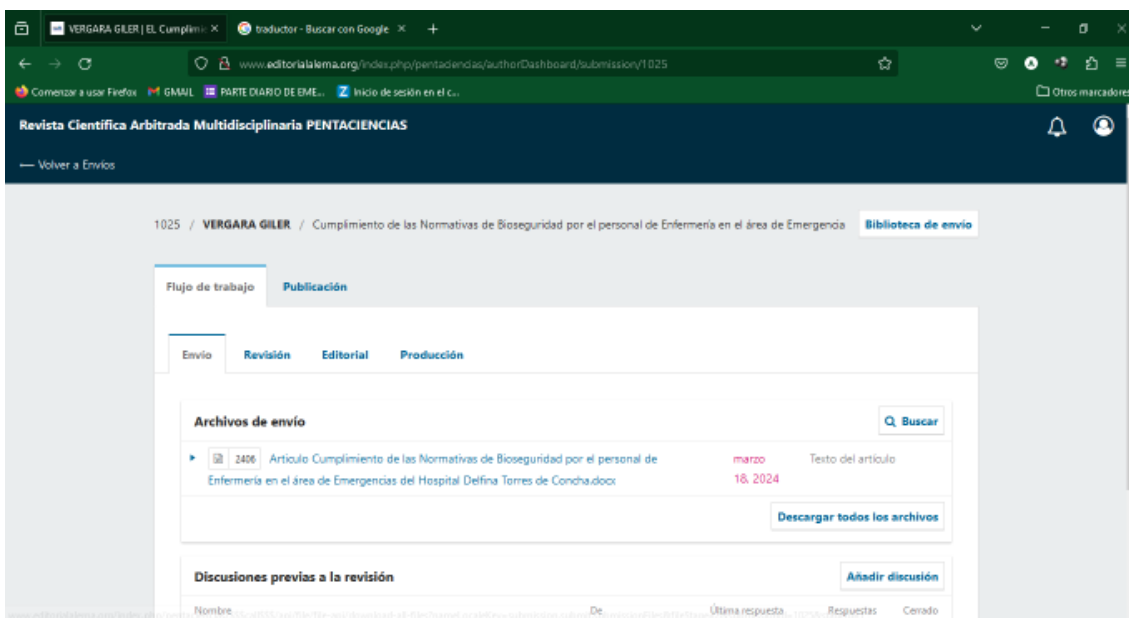 VERGARA GILER | EL Cumplimie
traductor - Buscar con Google
www.editorialalema.org/index.php/pentaciencias/authorDashboard/submission/1025
Comenzar a usar Firefox GMAIL PARTE DIARIO DE EME... Inicio de sesión en el c... Otros marcadores
Revista Científica Arbitrada Multidisciplinaria PENTACIENCIAS
← Volver a Envíos
1025 / VERGARA GILER / Cumplimiento de las Normativas de Bioseguridad por el personal de Enfermería en el área de Emergencia Biblioteca de envío
Flujo de trabajo Publicación
Envío Revisión Editorial Producción
Archivos de envío Buscar
2406 Articulo Cumplimiento de las Normativas de Bioseguridad por el personal de marzo Texto del artículo
Enfermería en el área de Emergencias del Hospital Delfina Torres de Concha.docx 18, 2024
Descargar todos los archivos
Discusiones previas a la revisión Añadir discusión
Nombre De Última respuesta Respuestas Cerrado